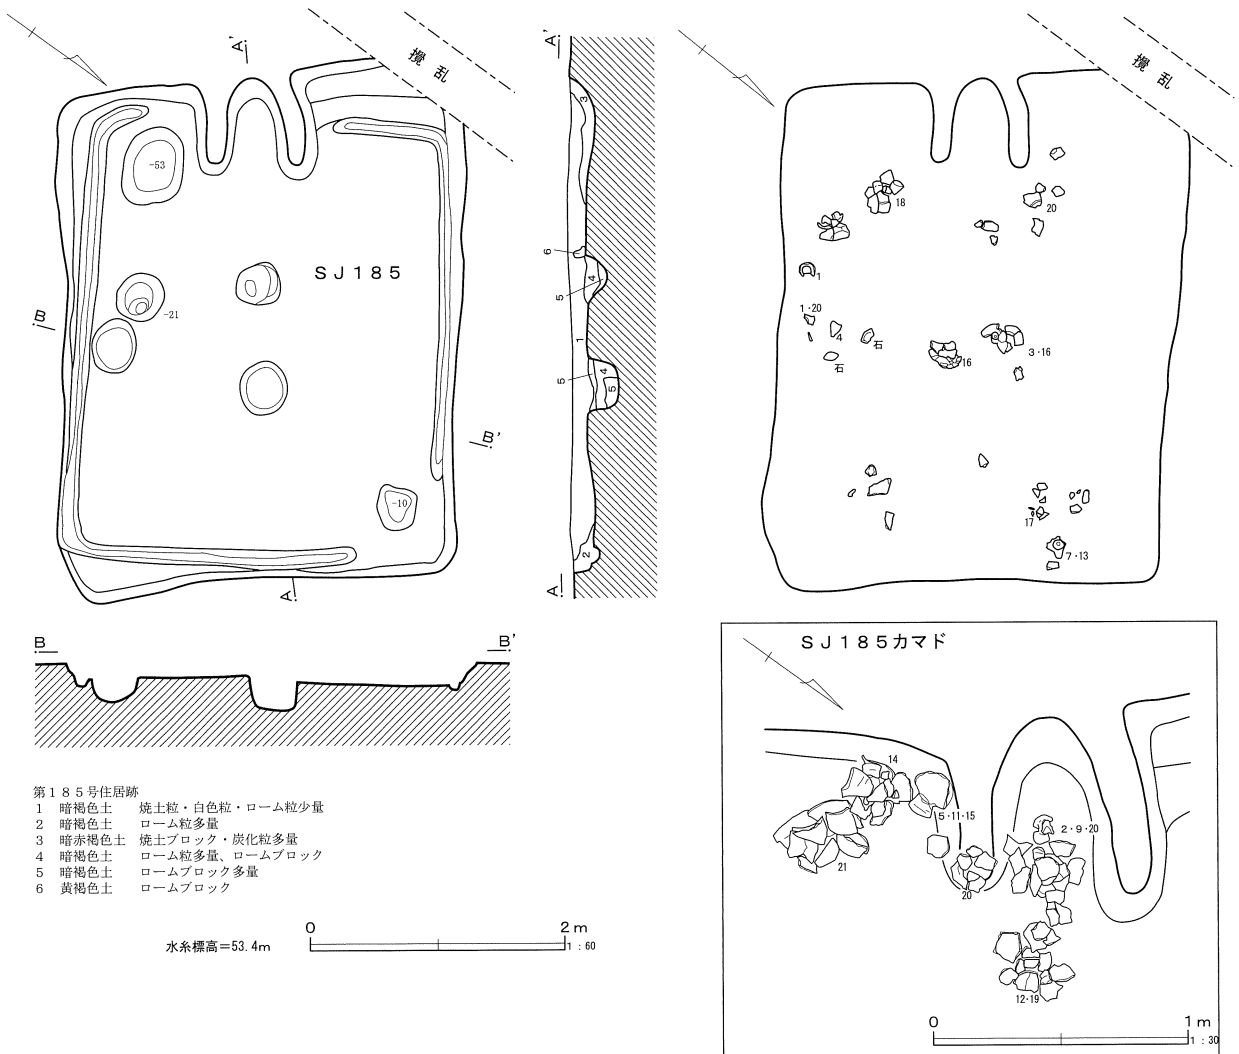 A'
攪乱
-53
SJ185
-21
B
B'
-10
A
A'
3
6
4
5
1
5
4
5
2
A
攪乱
18
20
1
1・20
4
石
石
16
3・16
17
7・13
B
B'
第185号住居跡
1 暗褐色土 焼土粒・白色粒・ローム粒少量
2 暗褐色土 ローム粒多量
3 暗赤褐色土 焼土ブロック・炭化粒多量
4 暗褐色土 ローム粒多量、ロームブロック
5 暗褐色土 ロームブロック多量
6 黄褐色土 ロームブロック
水糸標高=53.4m
0 2m
1:60
SJ185カマド
14
5・11・15
21
20
2・9・20
12・19
0 1m
1:30